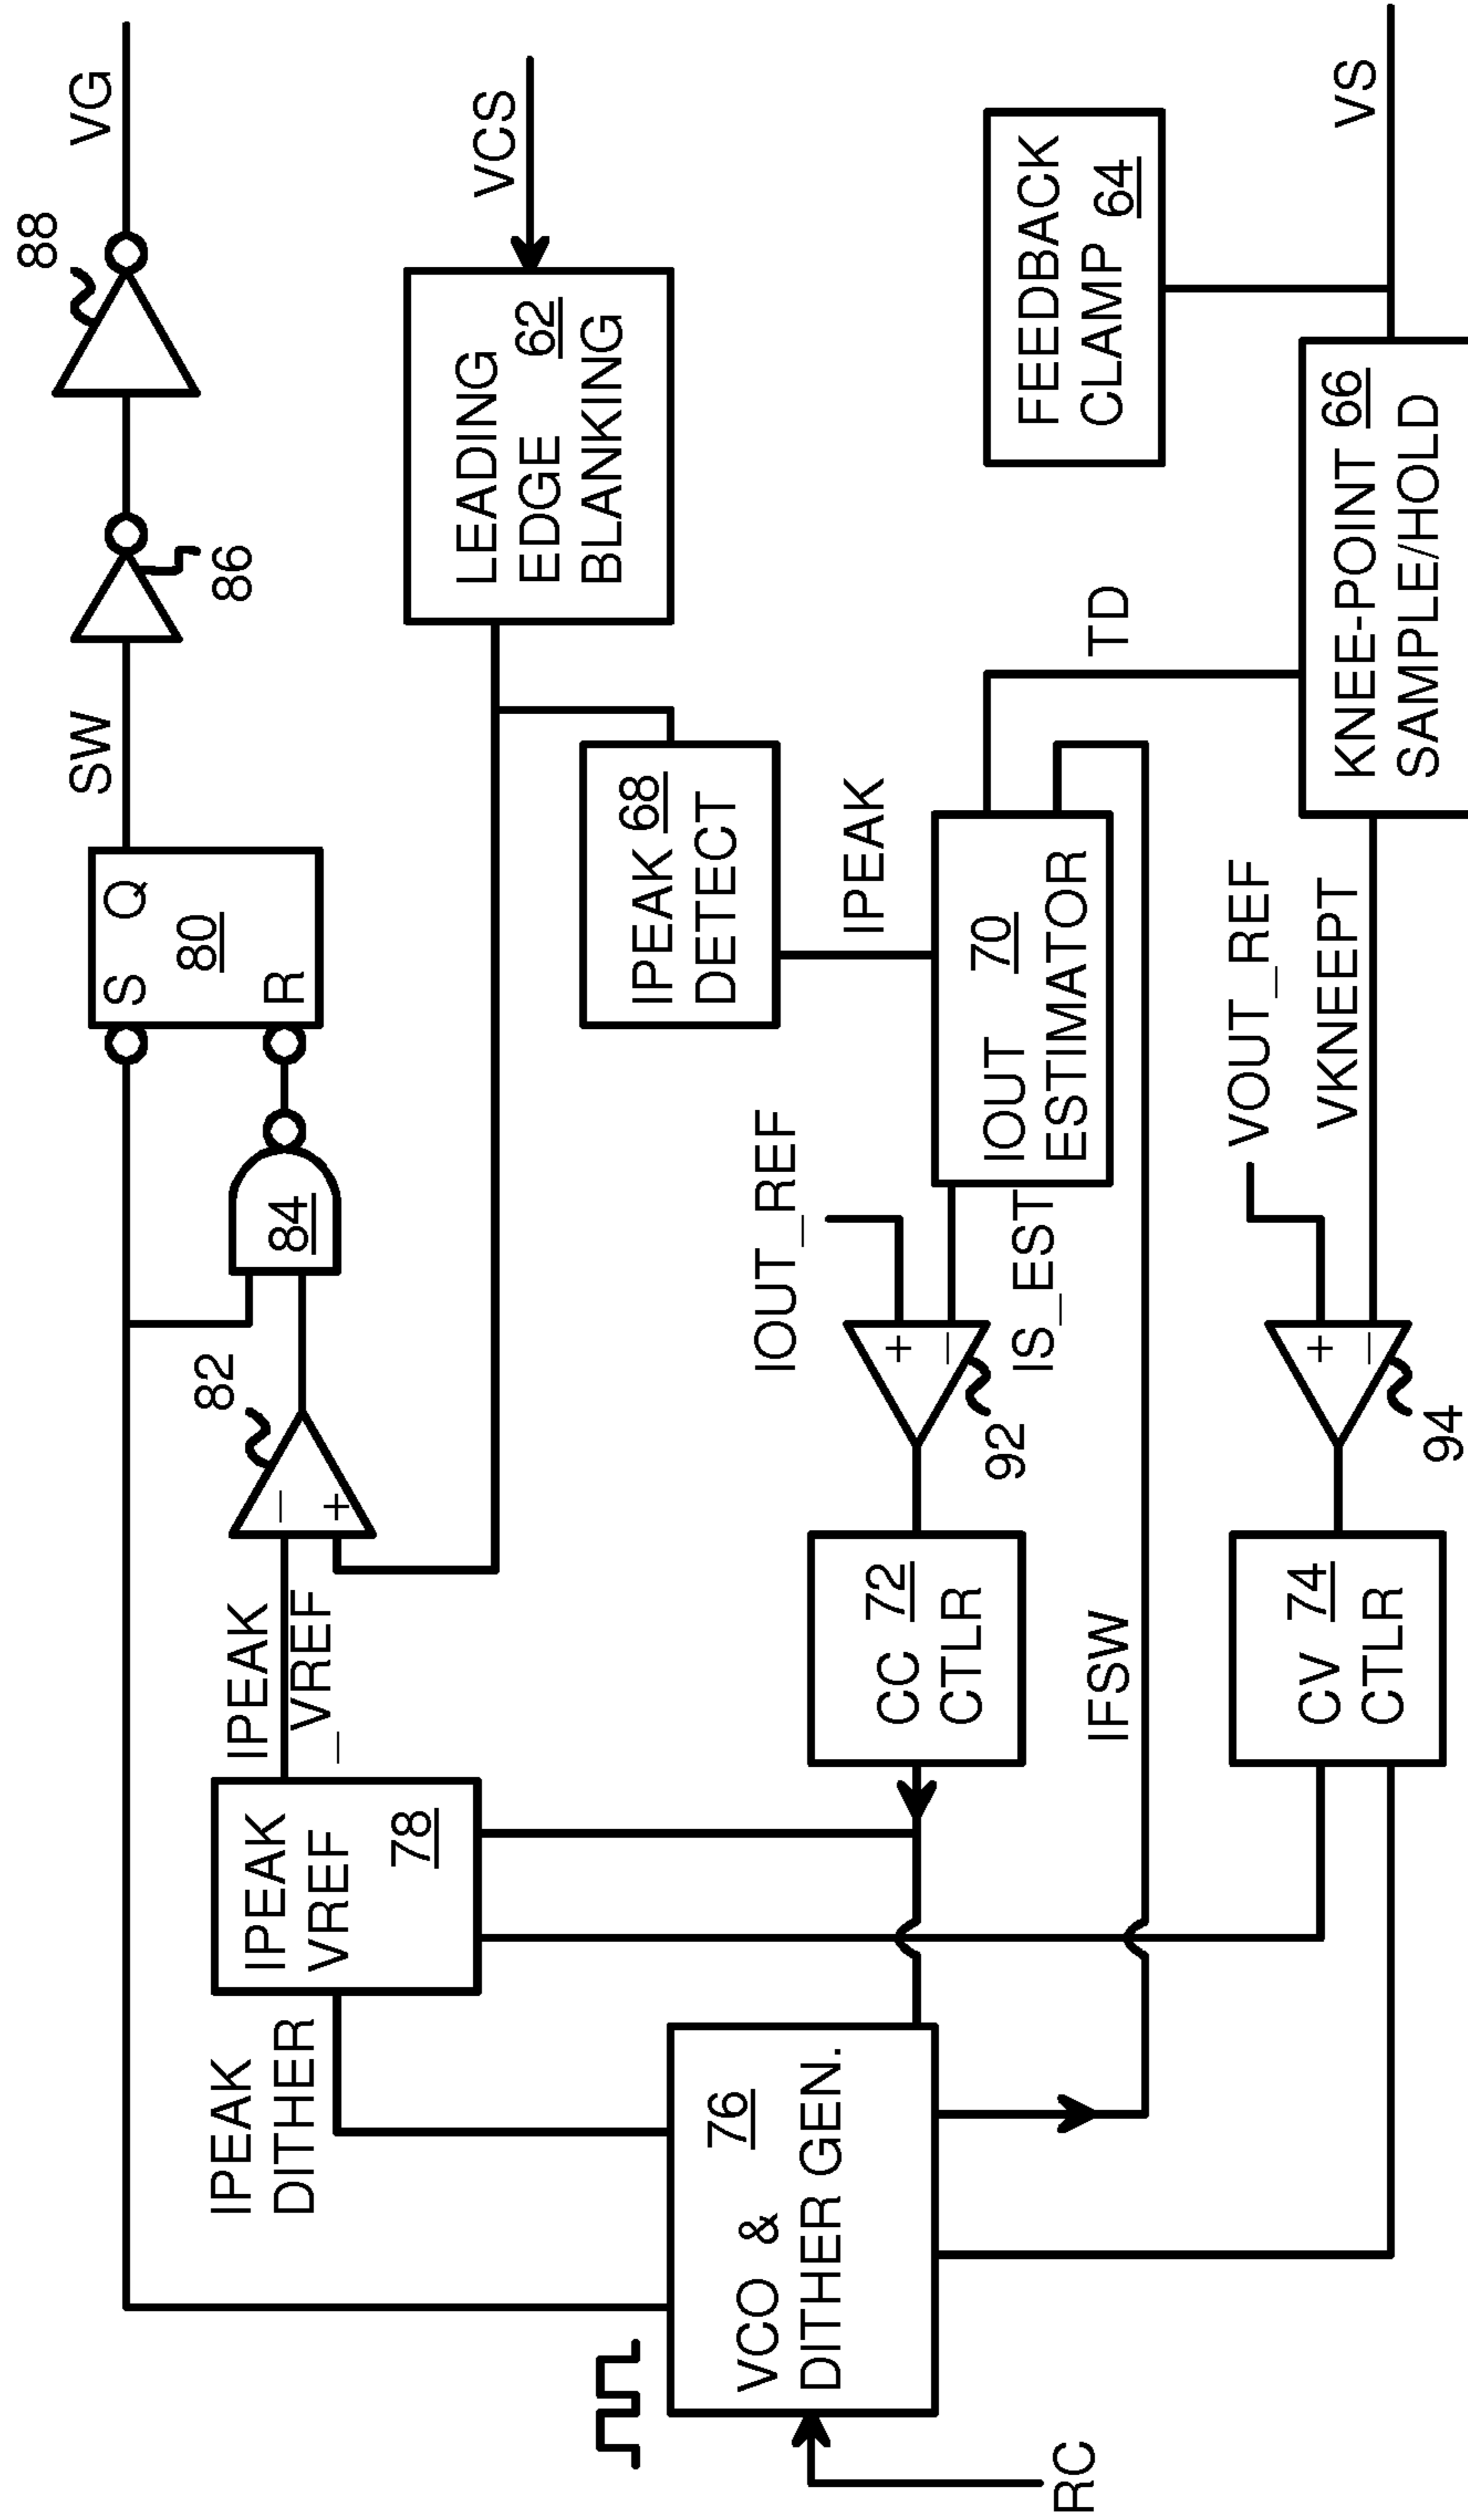 IPEAK
DITHER
IPEAK
VREF
78
IPEAK
_VREF
82
− +
84
S Q
80
R
SW
86
88
VG
LEADING
EDGE 62
BLANKING
VCS
IPEAK 68
DETECT
IPEAK
VCO & 76
DITHER GEN.
RC
CC 72
CTLR
+ −
92
IOUT_REF
IS_EST
IOUT 70
ESTIMATOR
TD
IFSW
FEEDBACK
CLAMP 64
CV 74
CTLR
+ −
94
VOUT_REF
VKNEEPT
KNEE-POINT 66
SAMPLE/HOLD
VS